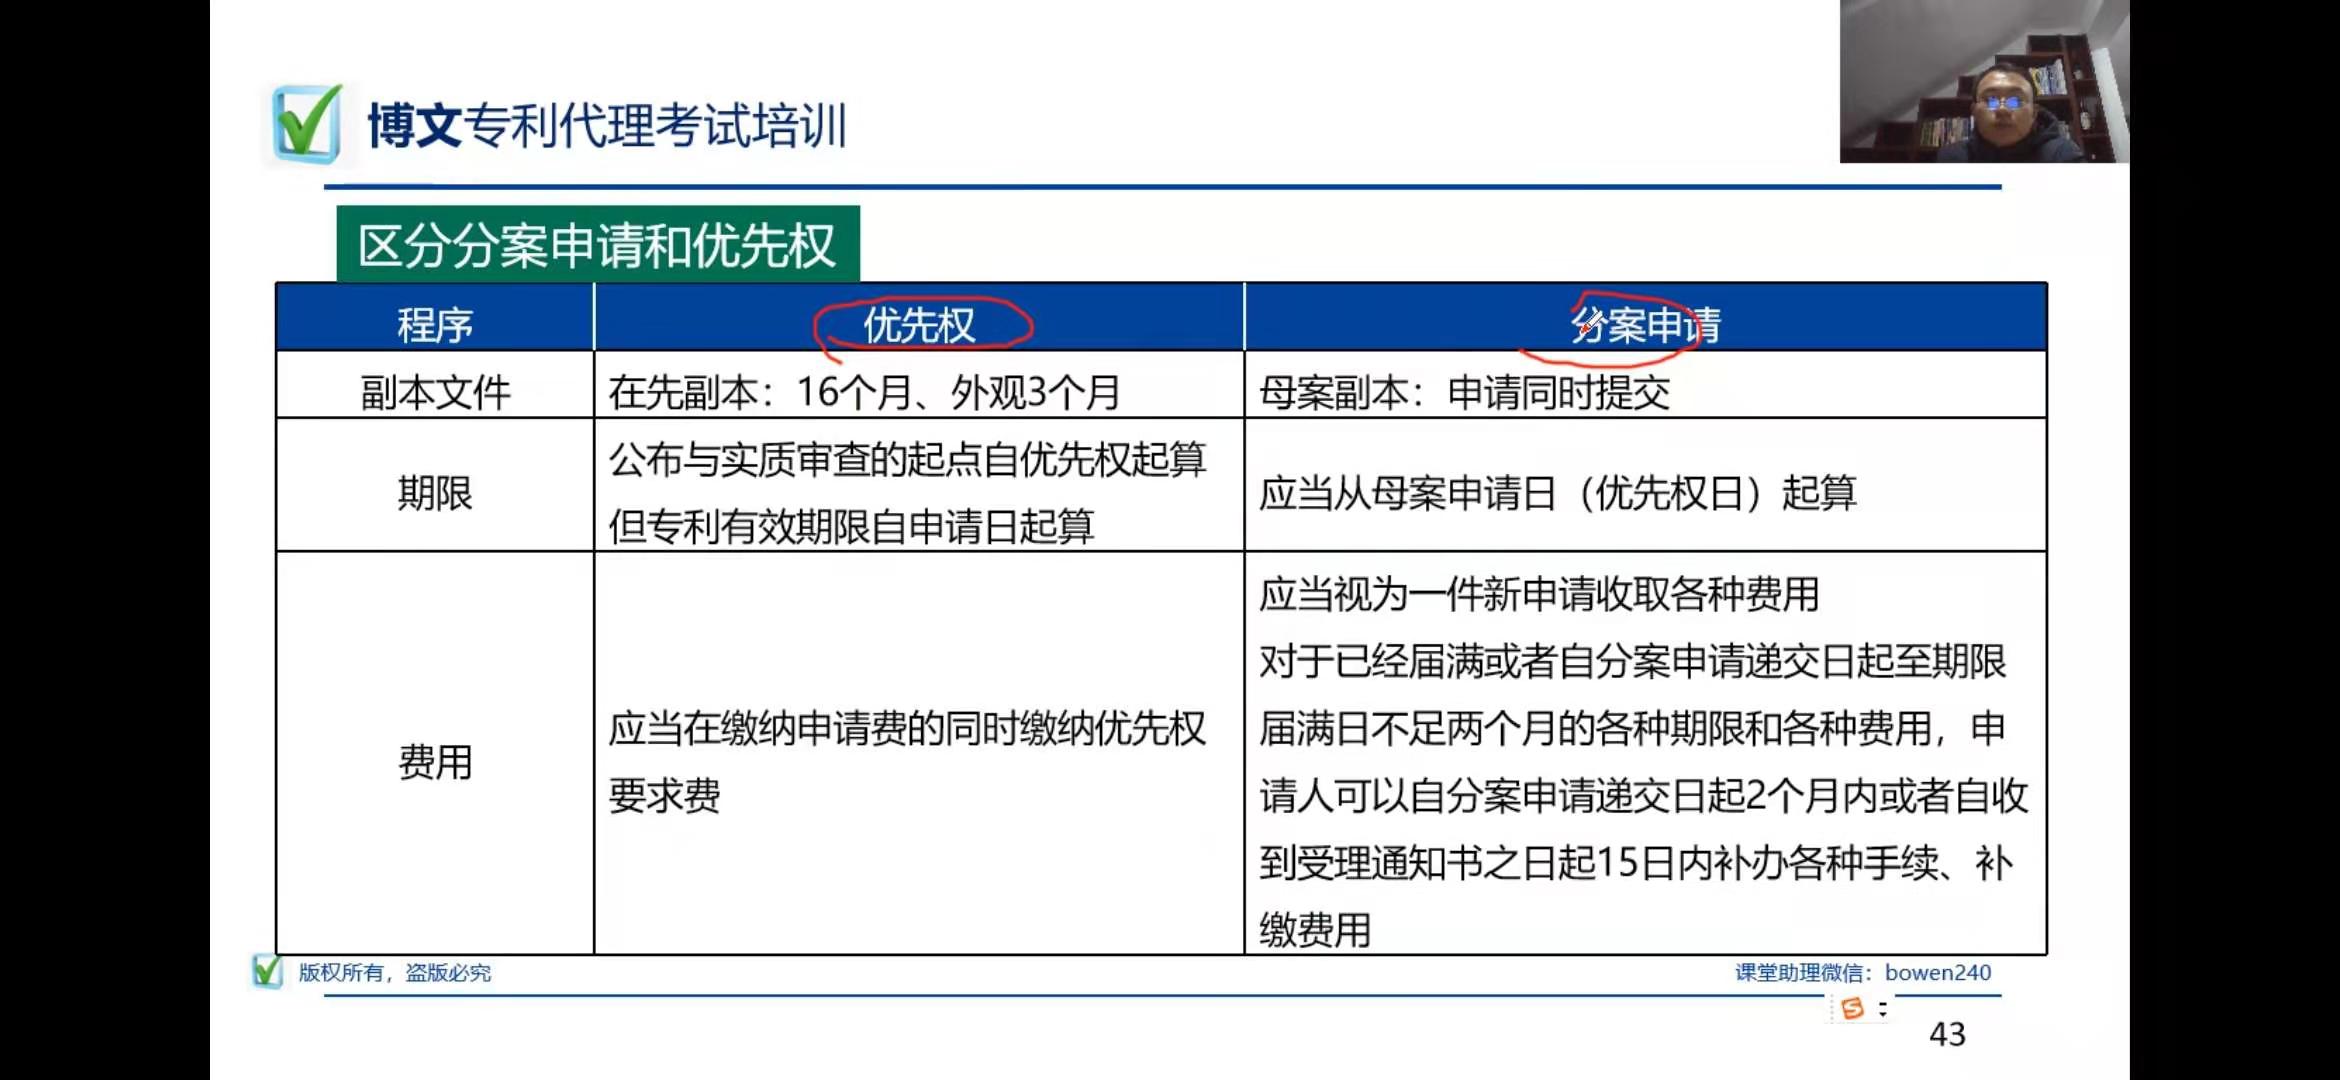 博文专利代理考试培训
区分分案申请和优先权
程序 优先权 分案申请
副本文件 在先副本：16个月、外观3个月 母案副本：申请同时提交
期限
公布与实质审查的起点自优先权起算
但专利有效期限自申请日起算
应当从母案申请日（优先权日）起算
费用
应当在缴纳申请费的同时缴纳优先权
要求费
应当视为一件新申请收取各种费用
对于已经届满或者自分案申请递交日起至期限
届满日不足两个月的各种期限和各种费用，申
请人可以自分案申请递交日起2个月内或者自收
到受理通知书之日起15日内补办各种手续、补
缴费用
版权所有，盗版必究
课堂助理微信：bowen240
43